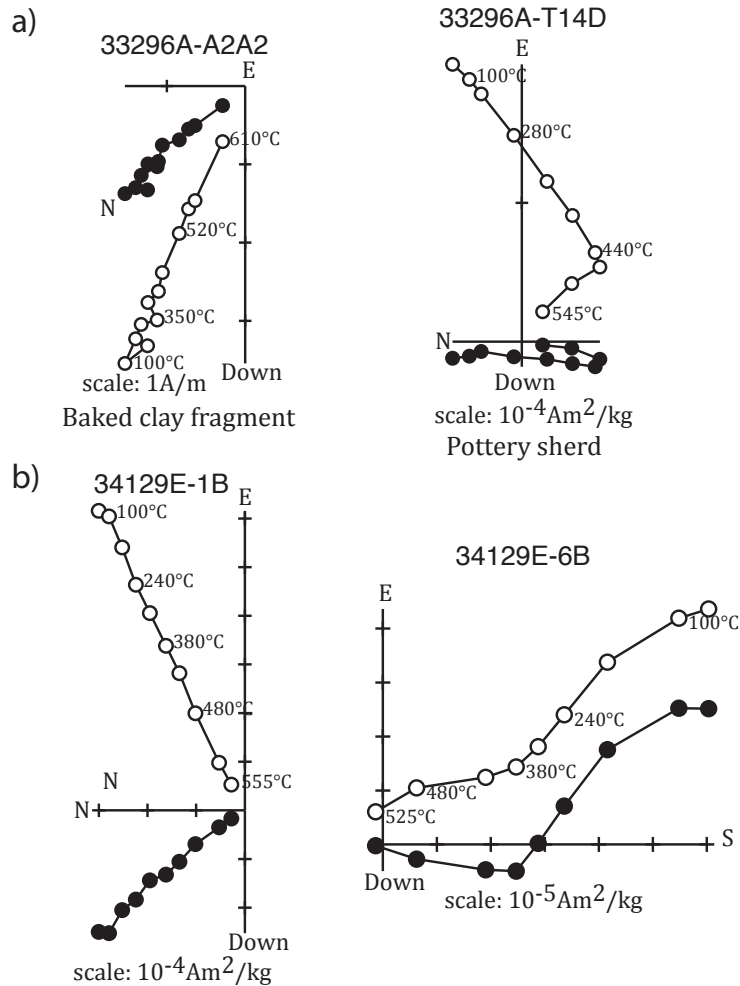 a)
33296A-A2A2
E
610°C
N
520°C
350°C
100°C
scale: 1A/m
Down
Baked clay fragment
33296A-T14D
E
100°C
280°C
440°C
545°C
N
Down
scale: 10⁻⁴Am²/kg
Pottery sherd
b)
34129E-1B
E
100°C
240°C
380°C
480°C
555°C
N
N
Down
scale: 10⁻⁴Am²/kg
34129E-6B
E
100°C
240°C
380°C
480°C
525°C
S
Down
scale: 10⁻⁵Am²/kg